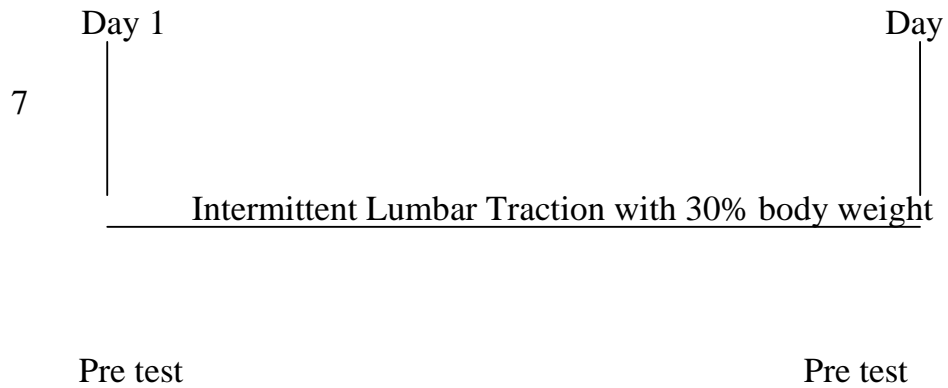 Day 1 Day
7
Intermittent Lumbar Traction with 30% body weight
Pre test Pre test